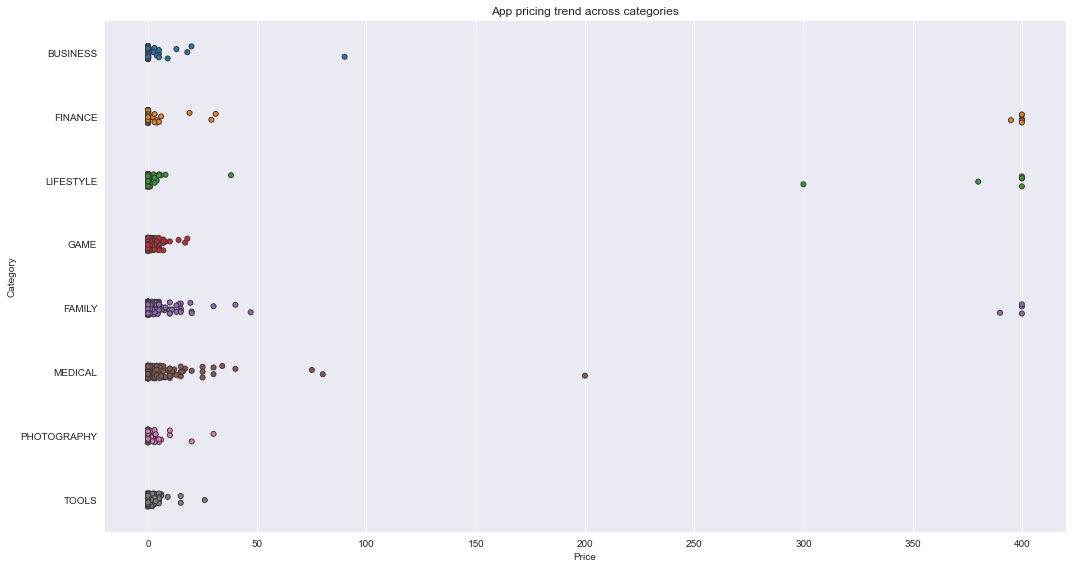 App pricing trend across categories
Category
BUSINESS
FINANCE
LIFESTYLE
GAME
FAMILY
MEDICAL
PHOTOGRAPHY
TOOLS
0 50 100 150 200 250 300 350 400
Price